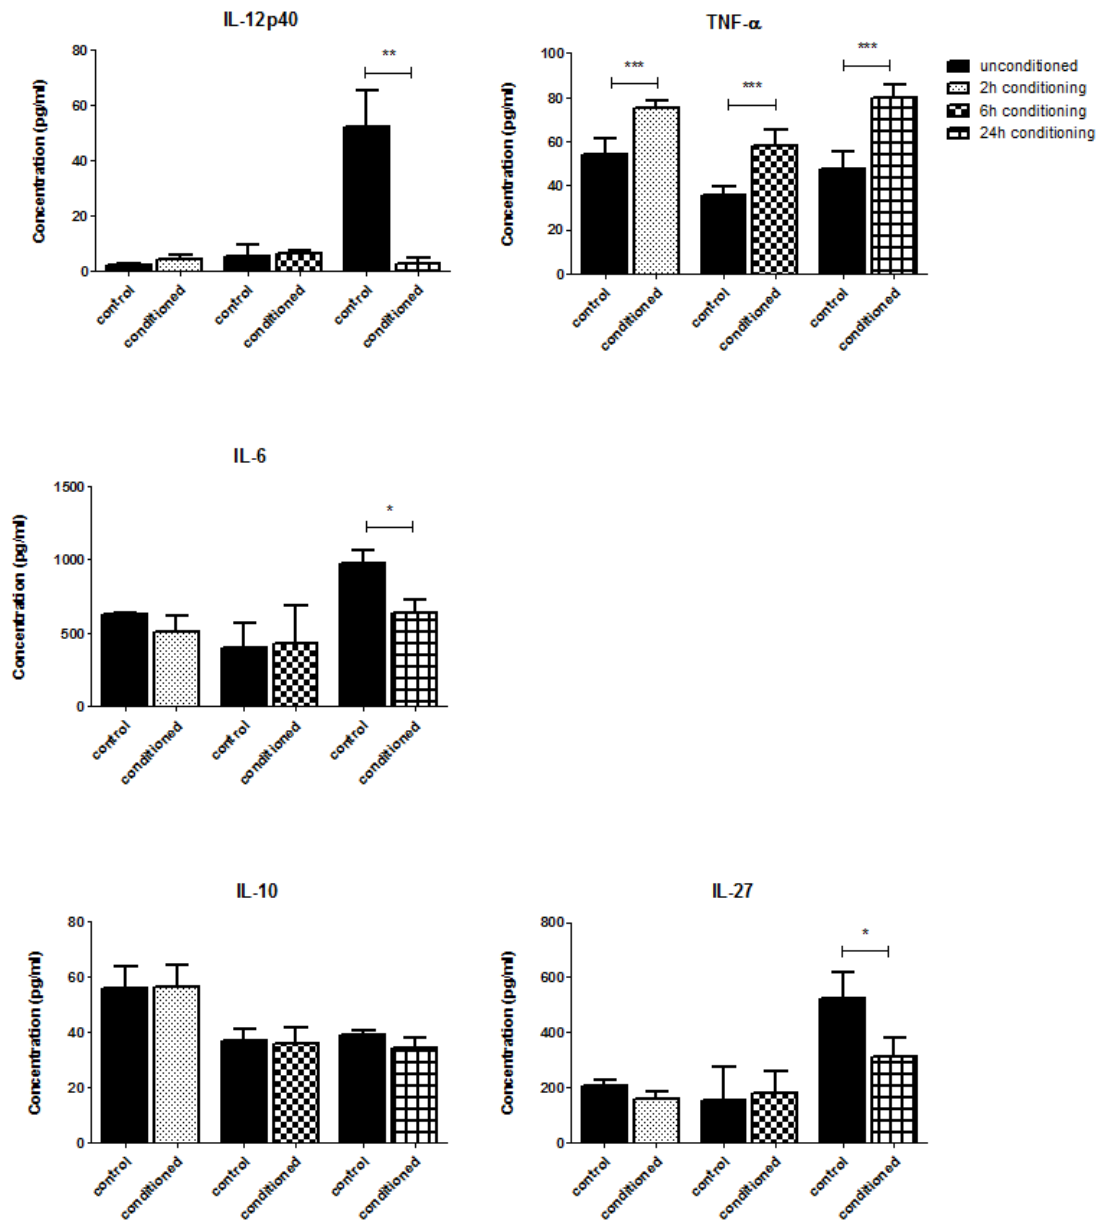 IL-12p40
Concentration (pg/ml)
80
60
40
20
0
**
control
conditioned
control
conditioned
control
conditioned
TNF-α
Concentration (pg/ml)
100
80
60
40
20
0
***
***
***
control
conditioned
control
conditioned
control
conditioned
unconditioned
2h conditioning
6h conditioning
24h conditioning
IL-6
Concentration (pg/ml)
1500
1000
500
0
*
control
conditioned
control
conditioned
control
conditioned
IL-10
Concentration (pg/ml)
80
60
40
20
0
control
conditioned
control
conditioned
control
conditioned
IL-27
Concentration (pg/ml)
800
600
400
200
0
*
control
conditioned
control
conditioned
control
conditioned